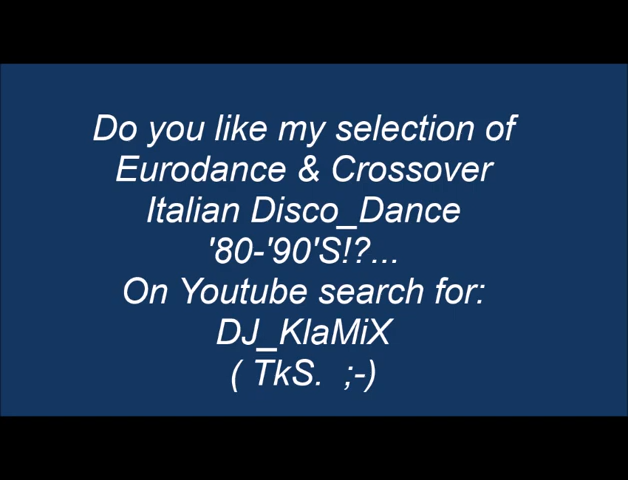 Do you like my selection of
Eurodance & Crossover
Italian Disco_Dance
'80-'90'S!?...
On Youtube search for:
DJ_KlaMiX
( TkS.  ;-)